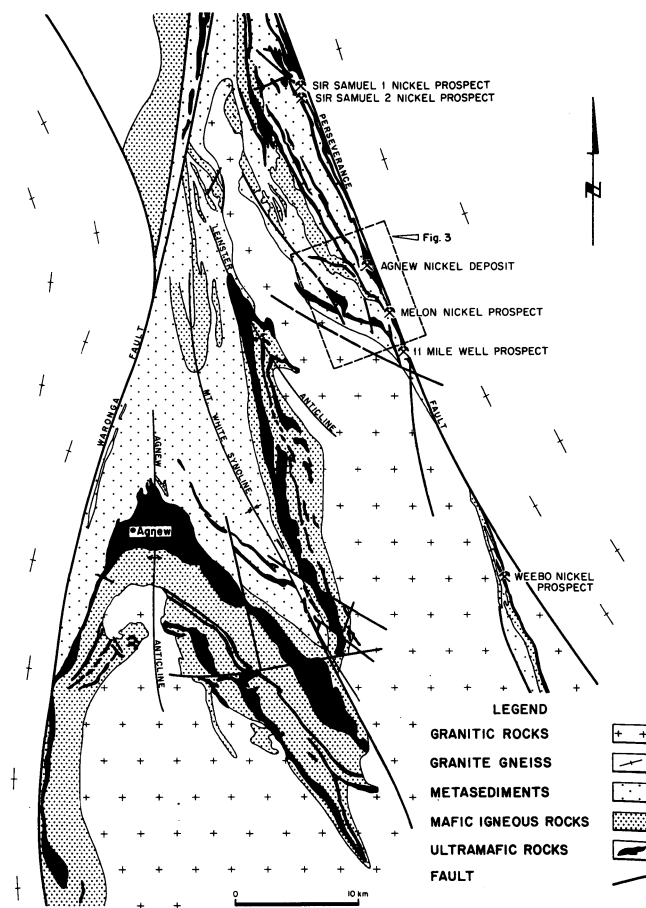 SIR SAMUEL 1 NICKEL PROSPECT
SIR SAMUEL 2 NICKEL PROSPECT
PERSEVERANCE
N
Fig. 3
LEINSTER
AGNEW NICKEL DEPOSIT
MELON NICKEL PROSPECT
11 MILE WELL PROSPECT
FAULT
WARONGA
FAULT
MT WHITE SYNCLINE
ANTICLINE
AGNEW
Agnew
ANTICLINE
WEEBO NICKEL
PROSPECT
LEGEND
GRANITIC ROCKS
GRANITE GNEISS
METASEDIMENTS
MAFIC IGNEOUS ROCKS
ULTRAMAFIC ROCKS
FAULT
0 10 km